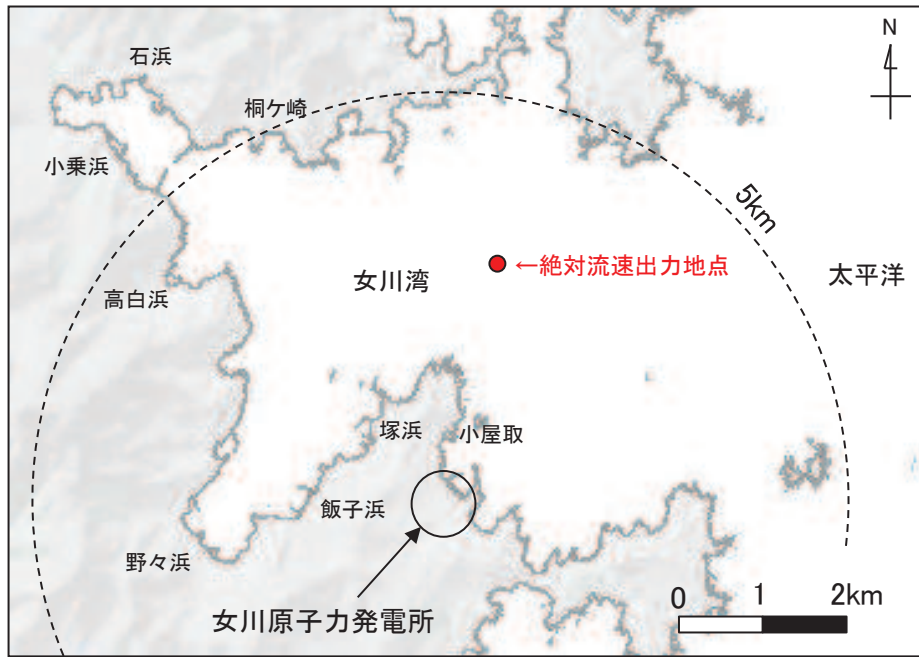 石浜
N
桐ケ崎
小乗浜
5km
女川湾
←絶対流速出力地点
太平洋
高白浜
塚浜
小屋取
飯子浜
野々浜
女川原子力発電所
0 1 2km